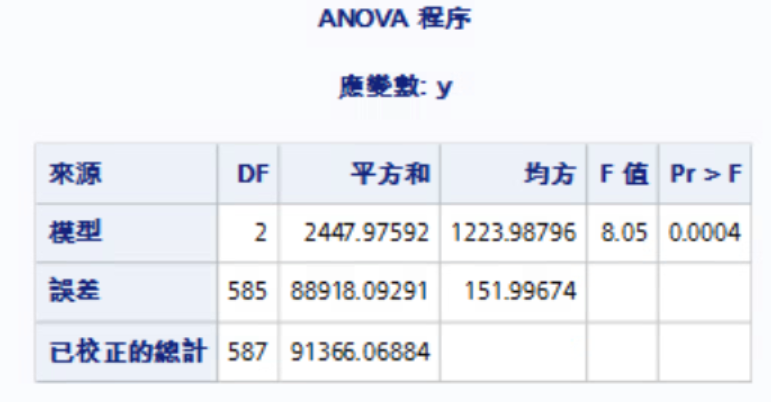 ANOVA 程序
應變數: y
來源 DF 平方和 均方 F 值 Pr > F
模型 2 2447.97592 1223.98796 8.05 0.0004
誤差 585 88918.09291 151.99674
已校正的總計 587 91366.06884